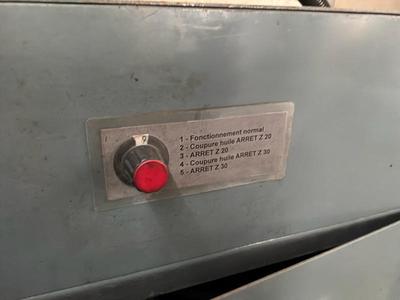 1 - Fonctionnement normal
2 - Coupure huile ARRET Z 20
3 - ARRET Z 20
4 - Coupure huile ARRET Z 30
5 - ARRET Z 30